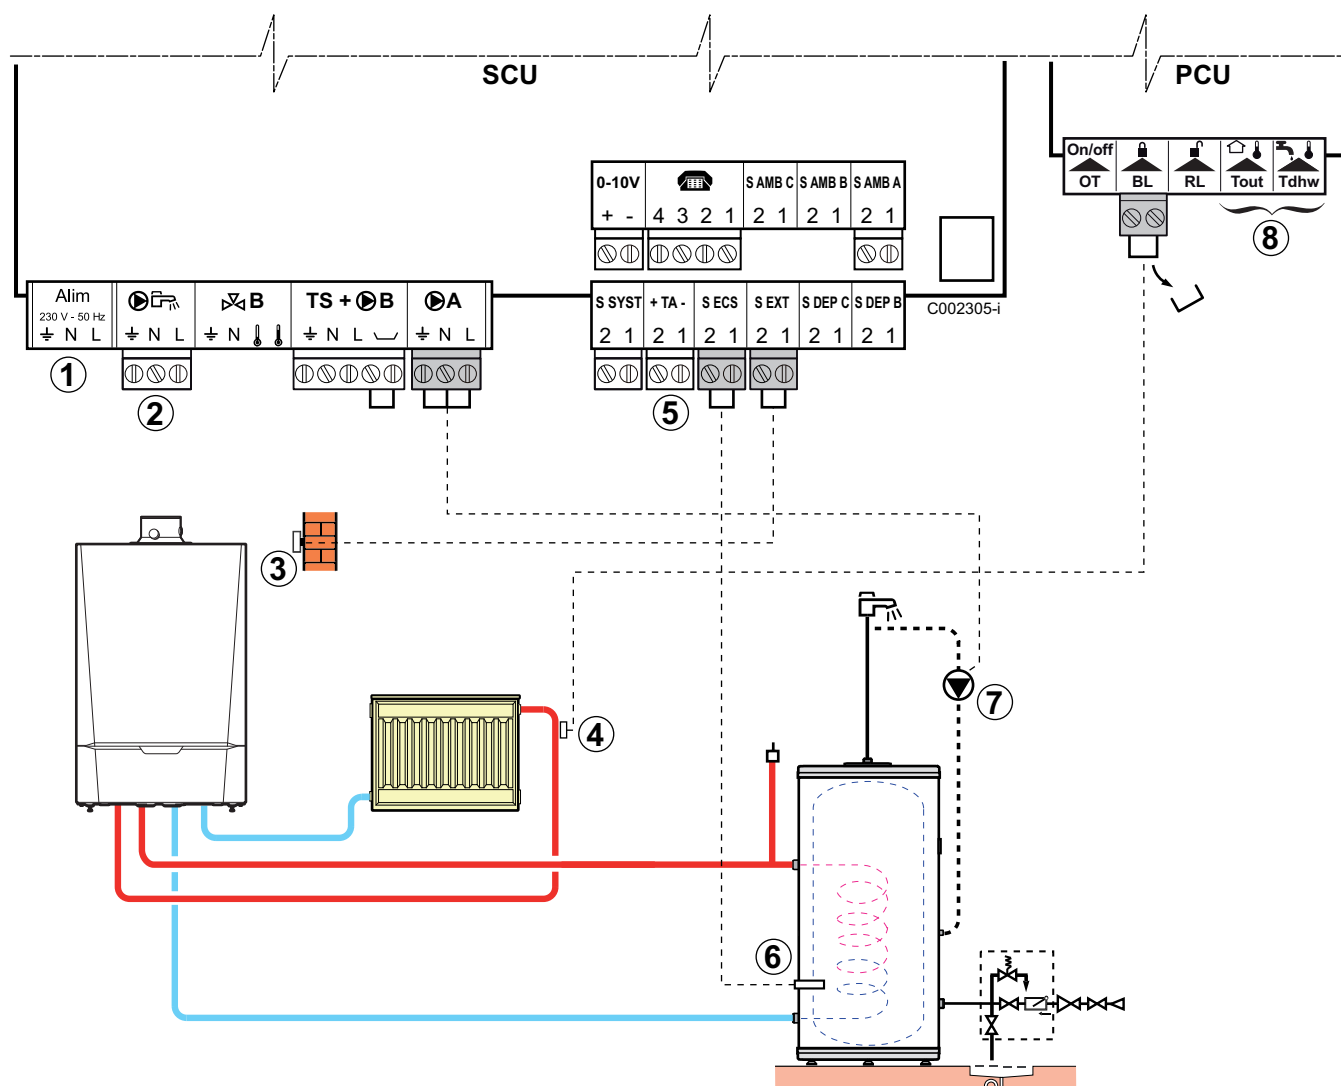 SCU
PCU
On/off
OT BL RL Tout Tdhw
0-10V S AMB C S AMB B S AMB A
+ - 4 3 2 1 2 1 2 1 2 1
8
C002305-i
Alim
230 V - 50 Hz
N L
N L
B
N
TS + B
N L
A
N L
S SYST + TA - S ECS S EXT S DEP C S DEP B
2 1 2 1 2 1 2 1 2 1 2 1
1
2
5
3
4
7
6